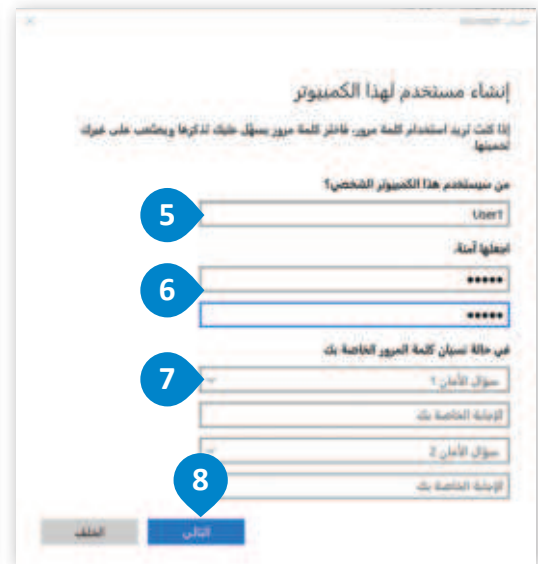 إنشاء مستخدم لهذا الكمبيوتر
إذا كنت تريد استخدام كلمة مرور، فاختر كلمة مرور يسهّل عليك تذكرها ويصعب على غيرك
تخمينها.
من سيستخدم هذا الكمبيوتر الشخصي؟
5
User1
اجعلها آمنة.
6
في حالة نسيان كلمة المرور الخاصة بك
7
سؤال الأمان 1
الإجابة الخاصة بك
سؤال الأمان 2
8
الإجابة الخاصة بك
التالي
الخلف